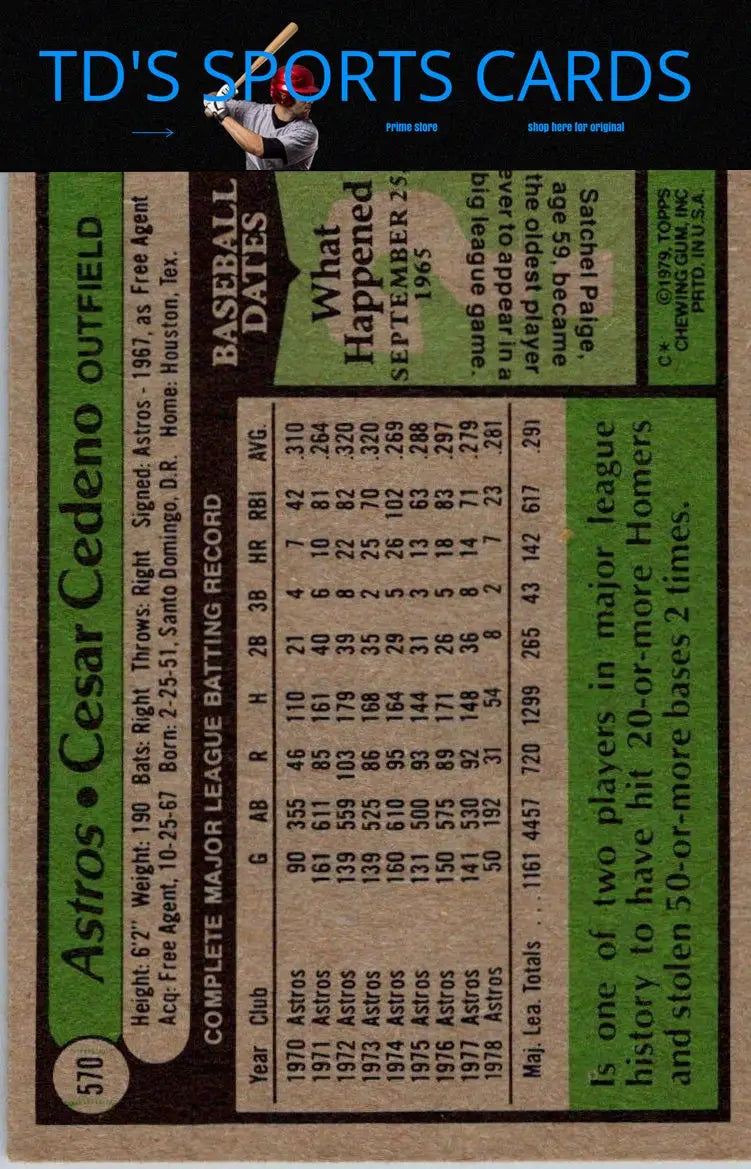 TD'S SPORTS CARDS
Prime store
shop here for original
570
Astros • Cesar Cedeno OUTFIELD
Height: 6'2" Weight: 190 Bats: Right Throws: Right Signed: Astros - 1967, as Free Agent
Acq: Free Agent, 10-25-67 Born: 2-25-51, Santo Domingo, D.R. Home: Houston, Tex.
COMPLETE MAJOR LEAGUE BATTING RECORD
Year Club G AB R H 2B 3B HR RBI AVG.
1970 Astros 90 355 46 110 21 4 7 42 .310
1971 Astros 161 611 85 161 40 6 10 81 .264
1972 Astros 139 559 103 179 39 8 22 82 .320
1973 Astros 139 525 86 168 35 2 25 70 .320
1974 Astros 160 610 95 164 29 5 26 102 .269
1975 Astros 131 500 93 144 31 3 13 63 .288
1976 Astros 150 575 89 171 26 5 18 83 .297
1977 Astros 141 530 92 148 36 8 14 71 .279
1978 Astros 50 192 31 54 8 2 7 23 .281
Maj. Lea. Totals ... 1161 4457 720 1299 265 43 142 617 .291
Is one of two players in major league
history to have hit 20-or-more Homers
and stolen 50-or-more bases 2 times.
BASEBALL
DATES
What
Happened
SEPTEMBER 25,
1965
Satchel Paige,
age 59, became
the oldest player
ever to appear in a
big league game.
C* ©1979, TOPPS
CHEWING GUM, INC
PRTD. IN U.S.A.